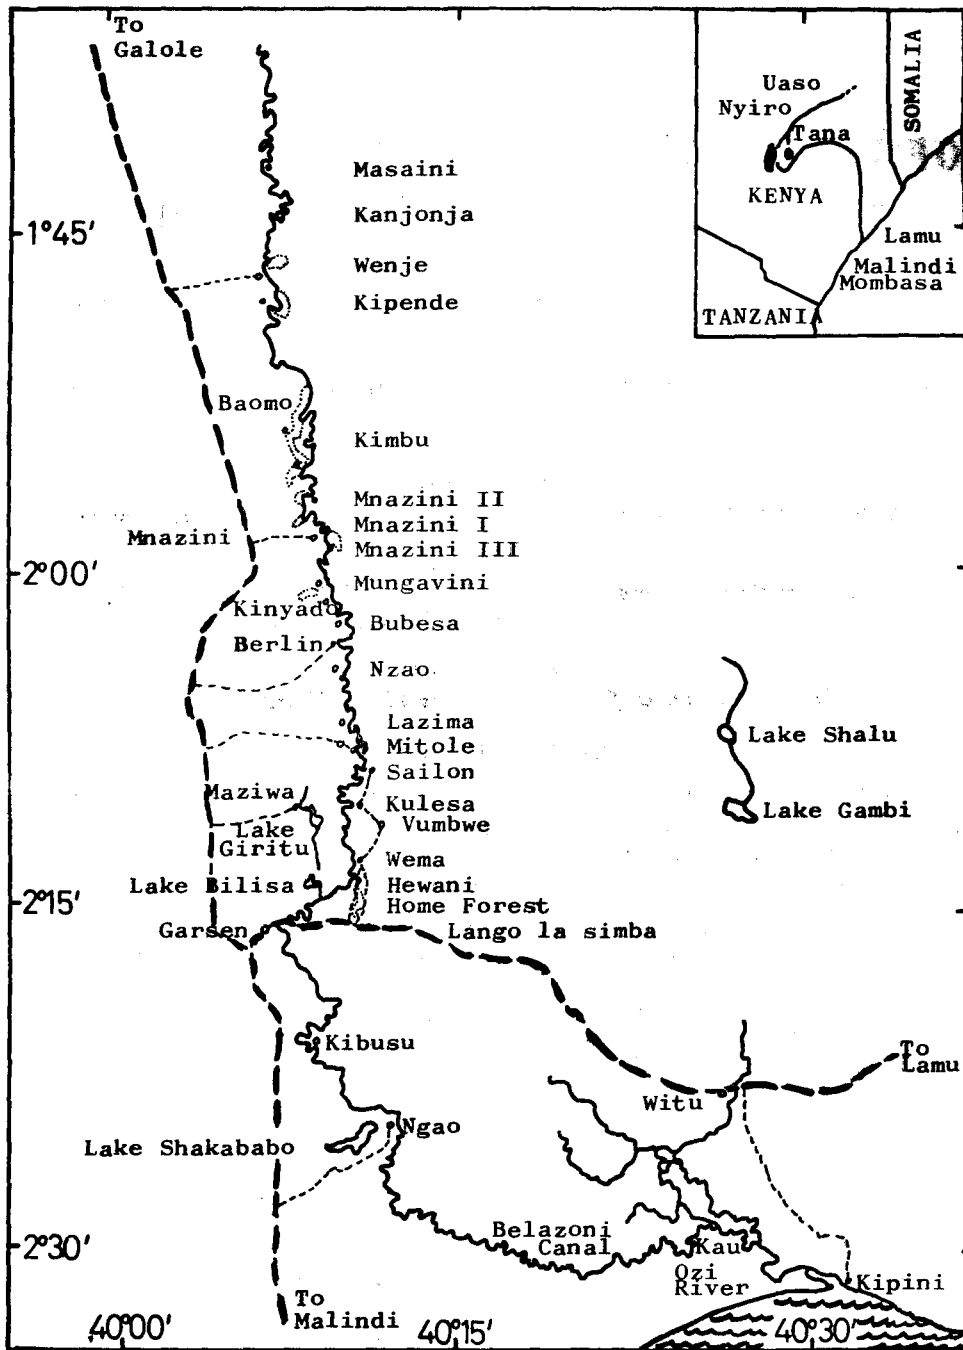 To
Galole
Uaso
Nyiro
Tana
SOMALIA
KENYA
Lamu
Malindi
Mombasa
TANZANIA
Masaini
Kanjonja
1°45'
Wenje
Kipende
Baomo
Kimbu
Mnazini II
Mnazini I
Mnazini
Mnazini III
2°00'
Mungavini
Kinyado
Bubesa
Berlin
Nzao
Lazima
Mitole
Lake Shalu
Sailon
Maziwa
Kulesa
Lake Gambi
Vumbwe
Lake
Giritu
Wema
Lake Bilisa
Hewani
2°15'
Home Forest
Garsen
Lango la simba
Kibusu
To
Lamu
Witu
Ngao
Lake Shakababo
Belazoni
Canal
2°30'
Kau
Ozi
River
Kipini
To
Malindi
40°00'
40°15'
40°30'